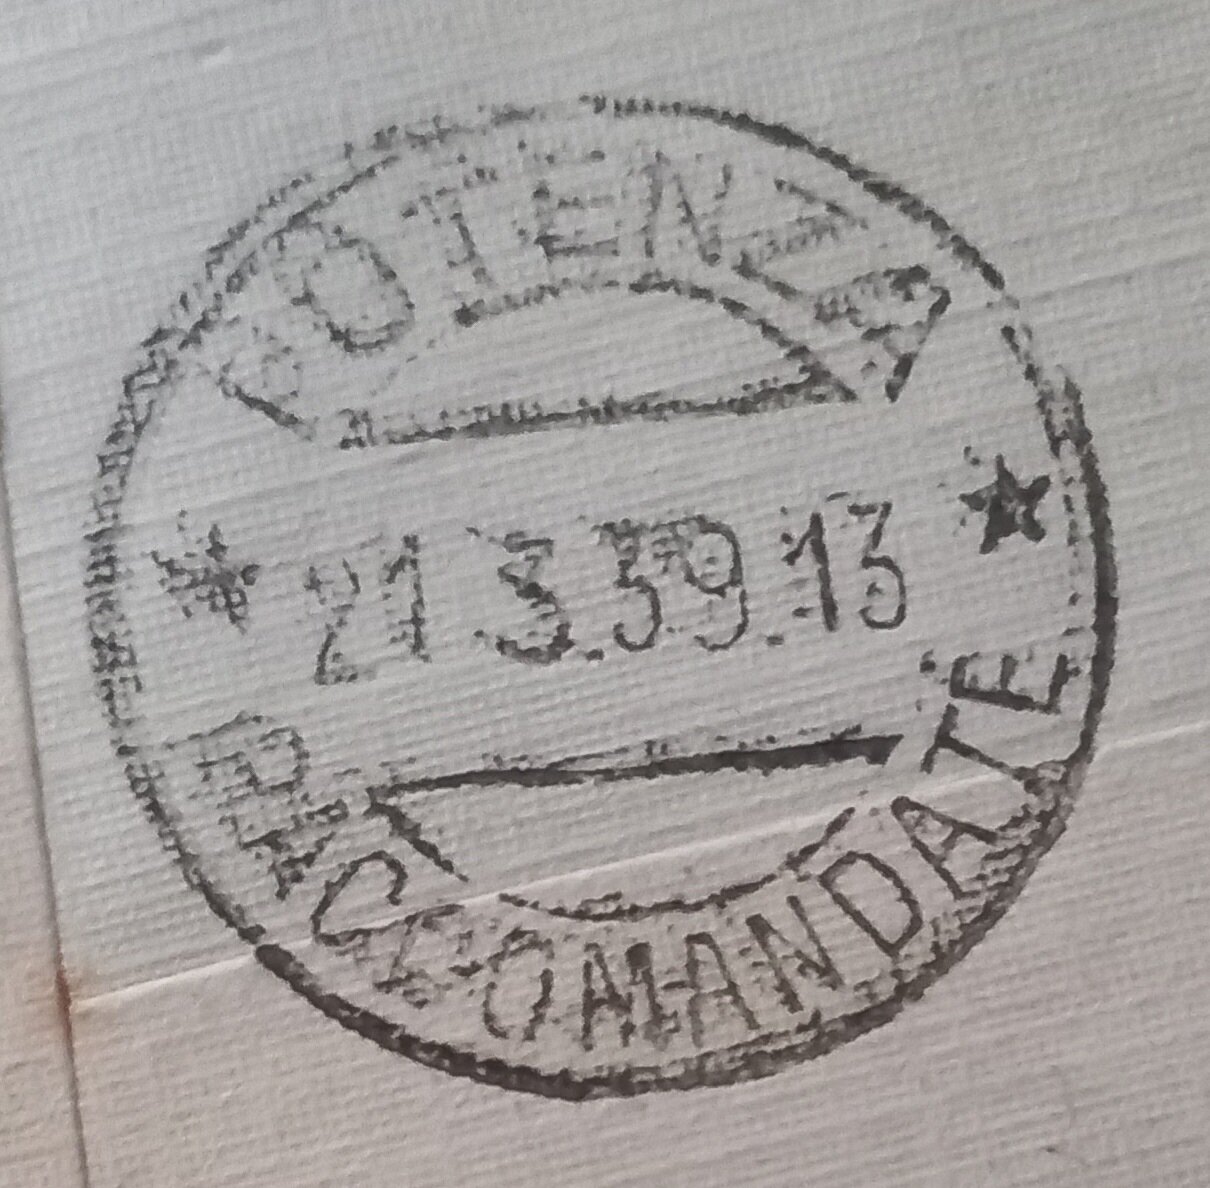 POTENZA
21 3.39.13
RACCOMANDATE